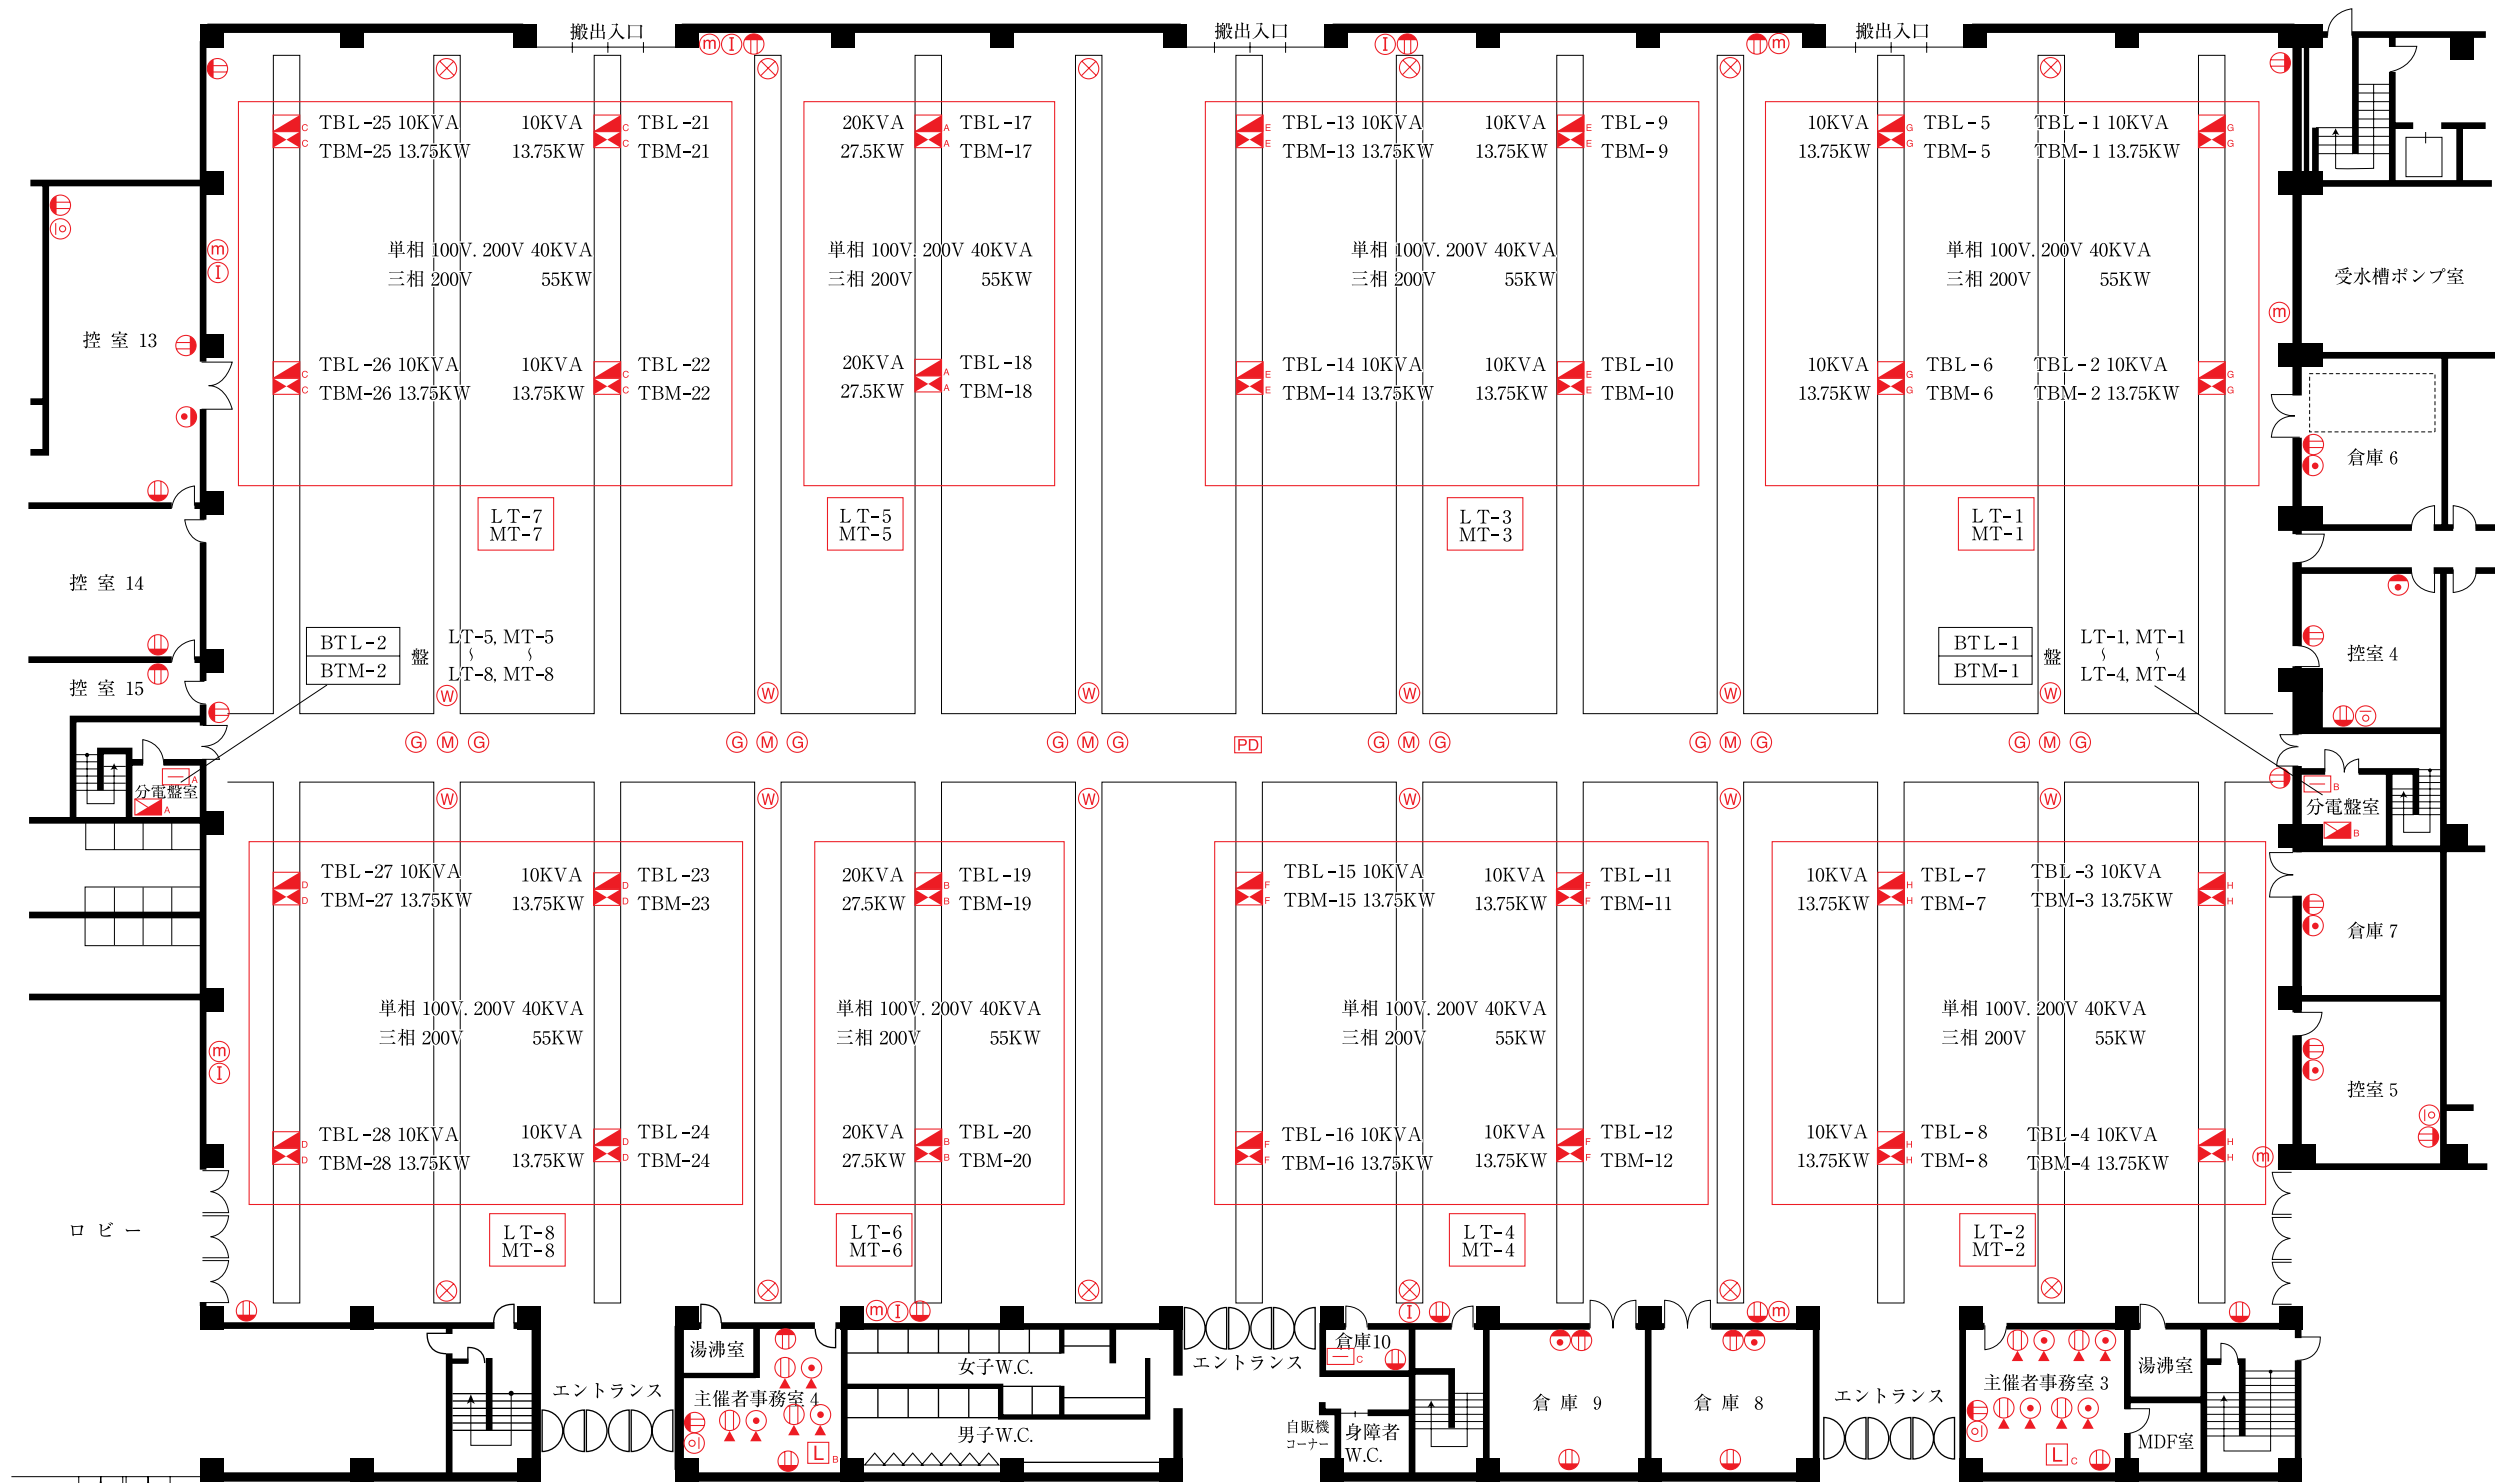 搬出入口
搬出入口
搬出入口
m I
I
m
TBL-25 10KVA
TBM-25 13.75KW
10KVA
13.75KW
TBL-21
TBM-21
20KVA
27.5KW
TBL-17
TBM-17
TBL-13 10KVA
TBM-13 13.75KW
10KVA
13.75KW
TBL-9
TBM-9
10KVA
13.75KW
TBL-5
TBM-5
TBL-1 10KVA
TBM-1 13.75KW
C
C
C
C
A
A
E
E
E
E
G
G
G
G
m
I
単相 100V. 200V 40KVA
三相 200V 55KW
単相 100V. 200V 40KVA
三相 200V 55KW
単相 100V. 200V 40KVA
三相 200V 55KW
単相 100V. 200V 40KVA
三相 200V 55KW
受水槽ポンプ室
m
控室 13
TBL-26 10KVA
TBM-26 13.75KW
10KVA
13.75KW
TBL-22
TBM-22
20KVA
27.5KW
TBL-18
TBM-18
TBL-14 10KVA
TBM-14 13.75KW
10KVA
13.75KW
TBL-10
TBM-10
10KVA
13.75KW
TBL-6
TBM-6
TBL-2 10KVA
TBM-2 13.75KW
C
C
C
C
A
A
E
E
E
E
G
G
G
G
倉庫 6
LT-7
MT-7
LT-5
MT-5
LT-3
MT-3
LT-1
MT-1
控室 14
控室 15
BTL-2
BTM-2
盤
LT-5, MT-5
〜 〜
LT-8, MT-8
BTL-1
BTM-1
盤
LT-1, MT-1
〜 〜
LT-4, MT-4
控室 4
W W W W W W
G M G
G M G
G M G
PD
G M G
G M G
G M G
A
分電盤室
A
B
分電盤室
B
W W W W W W
TBL-27 10KVA
TBM-27 13.75KW
10KVA
13.75KW
TBL-23
TBM-23
20KVA
27.5KW
TBL-19
TBM-19
TBL-15 10KVA
TBM-15 13.75KW
10KVA
13.75KW
TBL-11
TBM-11
10KVA
13.75KW
TBL-7
TBM-7
TBL-3 10KVA
TBM-3 13.75KW
D
D
D
D
B
B
F
F
F
F
H
H
H
H
倉庫 7
単相 100V. 200V 40KVA
三相 200V 55KW
単相 100V. 200V 40KVA
三相 200V 55KW
単相 100V. 200V 40KVA
三相 200V 55KW
単相 100V. 200V 40KVA
三相 200V 55KW
m
I
控室 5
TBL-28 10KVA
TBM-28 13.75KW
10KVA
13.75KW
TBL-24
TBM-24
20KVA
27.5KW
TBL-20
TBM-20
TBL-16 10KVA
TBM-16 13.75KW
10KVA
13.75KW
TBL-12
TBM-12
10KVA
13.75KW
TBL-8
TBM-8
TBL-4 10KVA
TBM-4 13.75KW
D
D
D
D
B
B
F
F
F
F
H
H
H
H
m
ロビー
LT-8
MT-8
LT-6
MT-6
LT-4
MT-4
LT-2
MT-2
m I
I
m
湯沸室
主催者事務室 4
L B
エントランス
女子W.C.
男子W.C.
エントランス
倉庫10
C
自販機
コーナー
身障者
W.C.
倉庫 9
倉庫 8
エントランス
主催者事務室 3
L C
湯沸室
MDF室